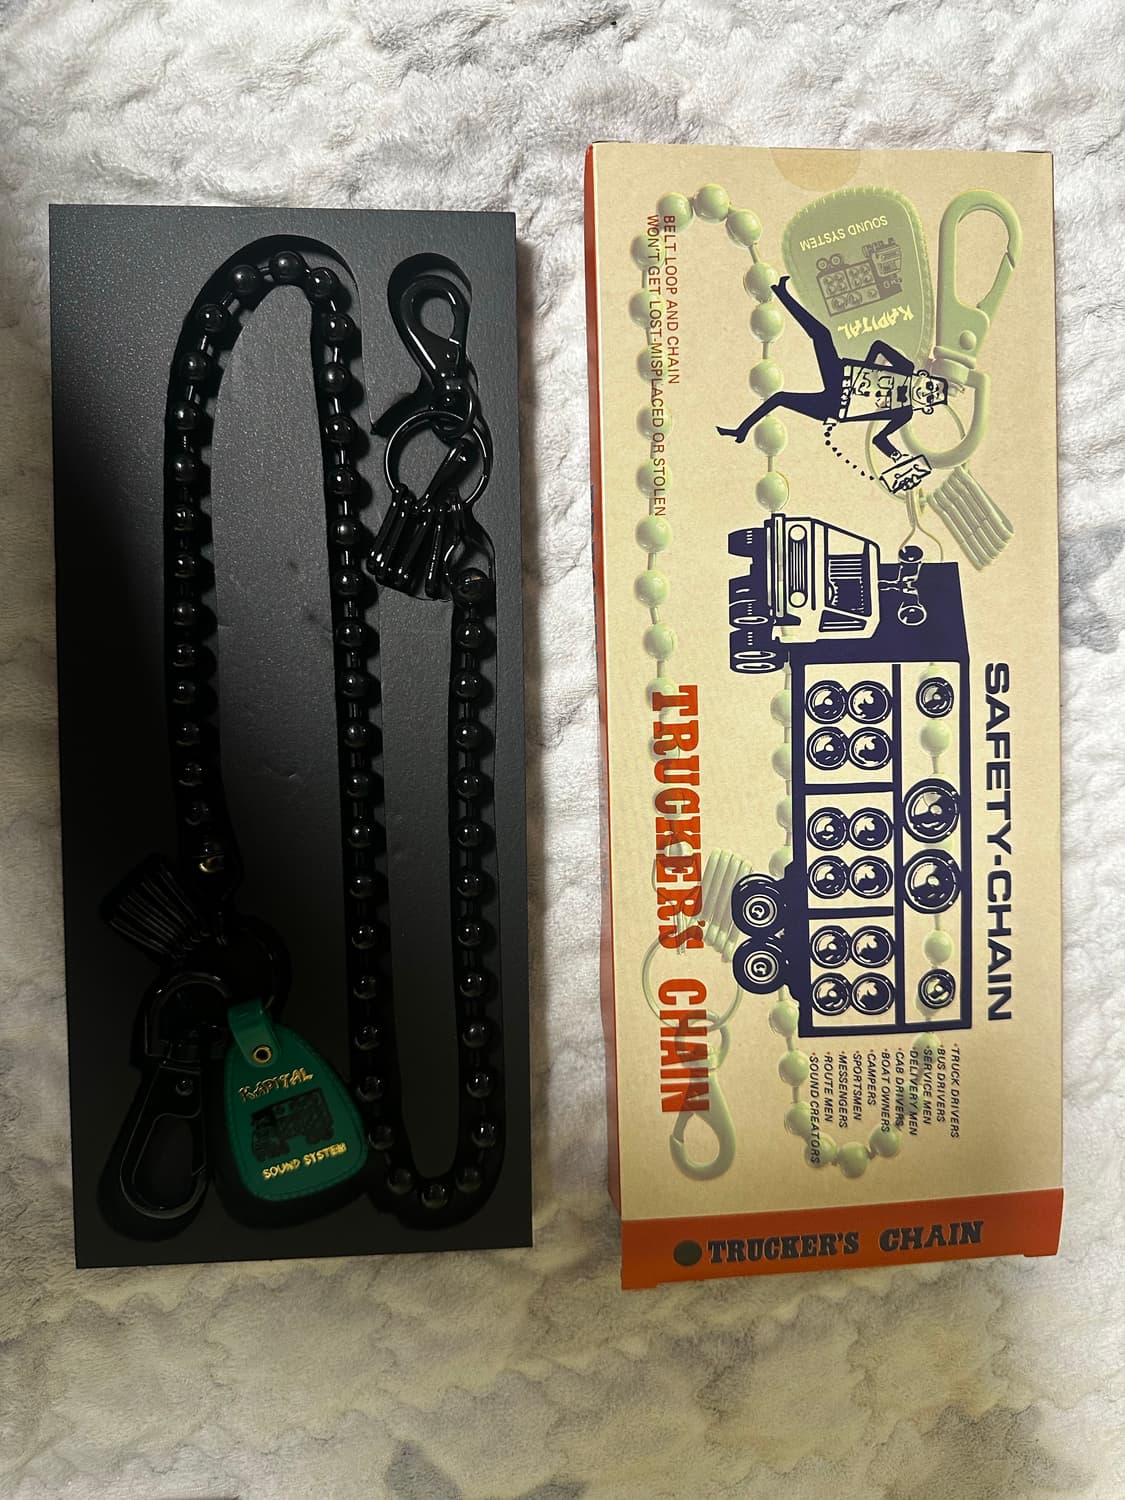 KAPITAL
SOUND SYSTEM
SOUND SYSTEM
KAPITAL
BELT LOOP AND CHAIN
WON'T GET LOST-MISPLACED OR STOLEN
SAFETY-CHAIN
TRUCKER'S CHAIN
•TRUCK DRIVERS
•BUS DRIVERS
•SERVICE MEN
•DELIVERY MEN
•CAB DRIVERS
•BOAT OWNERS
•CAMPERS
•SPORTSMEN
•MESSENGERS
•ROUTE MEN
•SOUND CREATORS
TRUCKER'S CHAIN